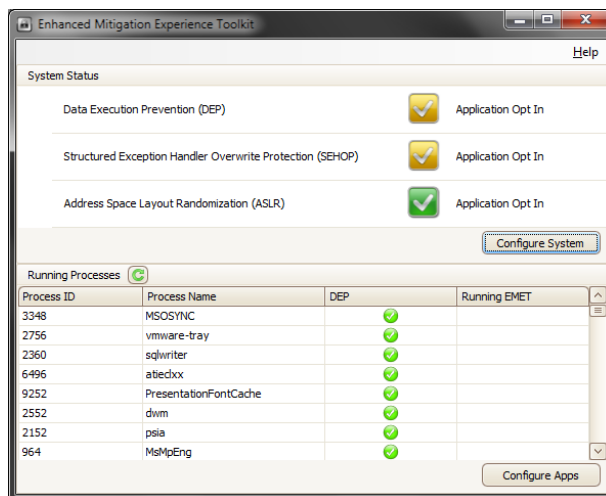 Enhanced Mitigation Experience Toolkit
Help
System Status
Data Execution Prevention (DEP) Application Opt In
Structured Exception Handler Overwrite Protection (SEHOP) Application Opt In
Address Space Layout Randomization (ASLR) Application Opt In
Configure System
Running Processes
Process ID Process Name DEP Running EMET
3348 MSOSYNC
2756 vmware-tray
2360 sqlwriter
6496 atieclxx
9252 PresentationFontCache
2552 dwm
2152 psia
964 MsMpEng
Configure Apps